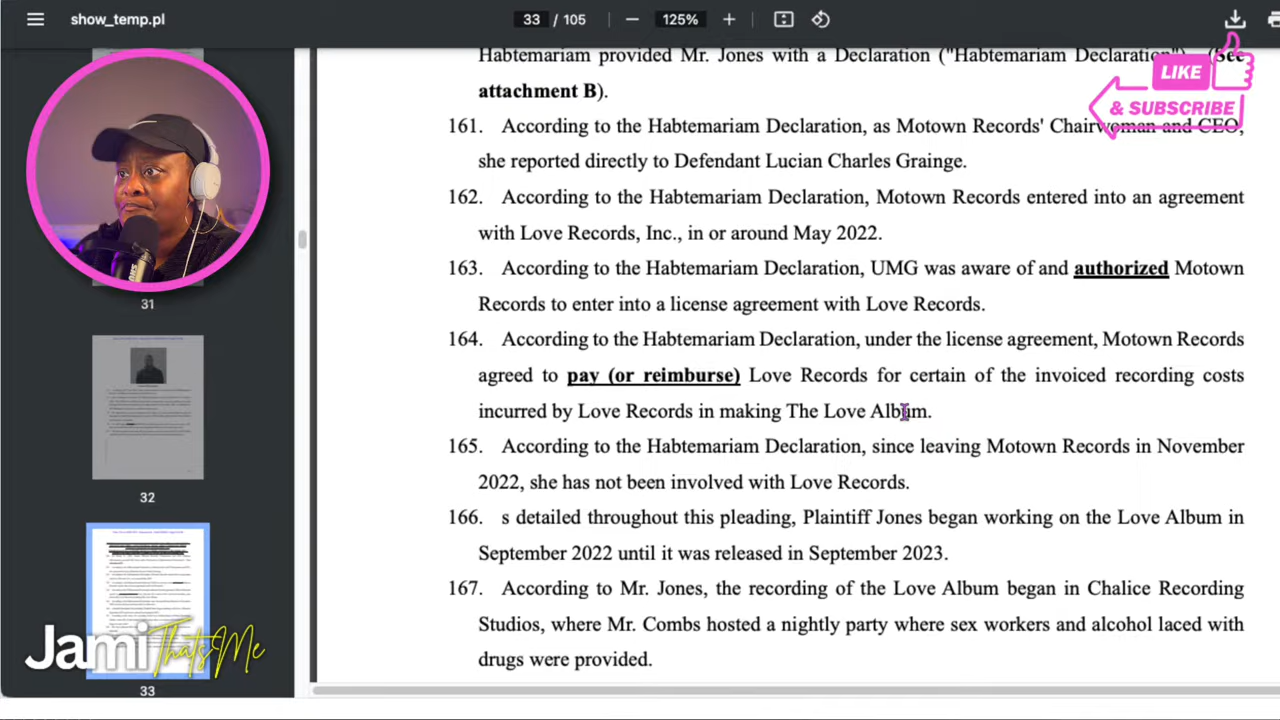 show_temp.pl
33 / 105
125%
Habtemariam provided Mr. Jones with a Declaration ("Habtemariam Declaration"). (See
attachment B).
LIKE
& SUBSCRIBE
161. According to the Habtemariam Declaration, as Motown Records' Chairwoman and CEO,
she reported directly to Defendant Lucian Charles Grainge.
162. According to the Habtemariam Declaration, Motown Records entered into an agreement
with Love Records, Inc., in or around May 2022.
163. According to the Habtemariam Declaration, UMG was aware of and authorized Motown
Records to enter into a license agreement with Love Records.
164. According to the Habtemariam Declaration, under the license agreement, Motown Records
agreed to pay (or reimburse) Love Records for certain of the invoiced recording costs
incurred by Love Records in making The Love Album.
165. According to the Habtemariam Declaration, since leaving Motown Records in November
2022, she has not been involved with Love Records.
166. s detailed throughout this pleading, Plaintiff Jones began working on the Love Album in
September 2022 until it was released in September 2023.
167. According to Mr. Jones, the recording of the Love Album began in Chalice Recording
Studios, where Mr. Combs hosted a nightly party where sex workers and alcohol laced with
drugs were provided.
31
32
33
Jami That's Me